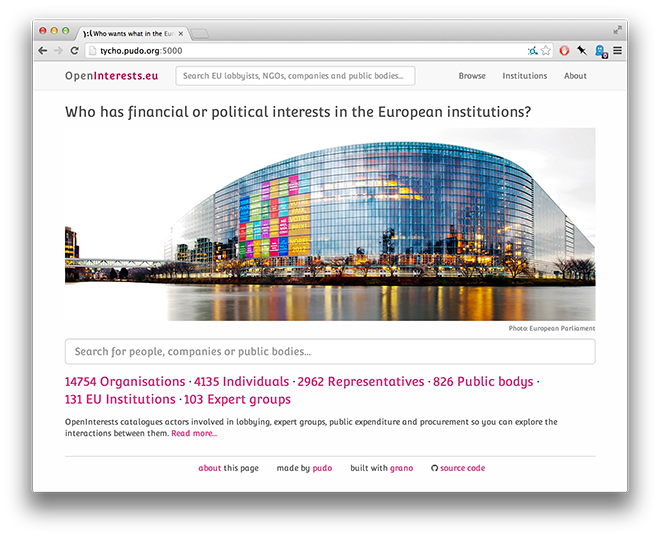 Who wants what in the Eur
tycho.pudo.org:5000
OpenInterests.eu
Search EU lobbyists, NGOs, companies and public bodies...
Browse
Institutions
About
Who has financial or political interests in the European institutions?
Photo: European Parliament
Search for people, companies or public bodies...
14754 Organisations · 4135 Individuals · 2962 Representatives · 826 Public bodys ·
131 EU Institutions · 103 Expert groups
OpenInterests catalogues actors involved in lobbying, expert groups, public expenditure and procurement so you can explore the
interactions between them. Read more...
about this page
made by pudo
built with grano
source code